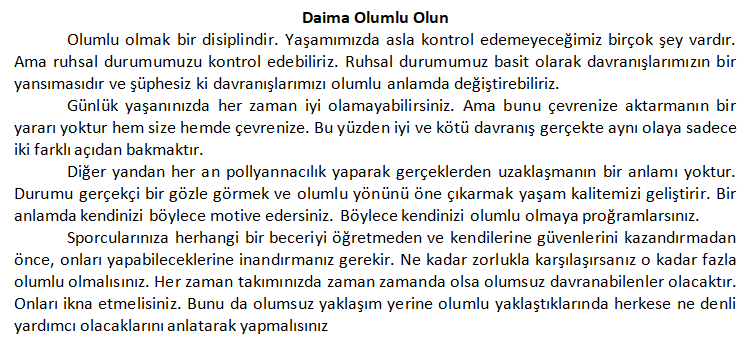 Daima Olumlu Olun
Olumlu olmak bir disiplindir. Yaşamımızda asla kontrol edemeyeceğimiz birçok şey vardır.
Ama ruhsal durumumuzu kontrol edebiliriz. Ruhsal durumumuz basit olarak davranışlarımızın bir
yansımasıdır ve şüphesiz ki davranışlarımızı olumlu anlamda değiştirebiliriz.
Günlük yaşanınızda her zaman iyi olamayabilirsiniz. Ama bunu çevrenize aktarmanın bir
yararı yoktur hem size hemde çevrenize. Bu yüzden iyi ve kötü davranış gerçekte aynı olaya sadece
iki farklı açıdan bakmaktır.
Diğer yandan her an pollyannacılık yaparak gerçeklerden uzaklaşmanın bir anlamı yoktur.
Durumu gerçekçi bir gözle görmek ve olumlu yönünü öne çıkarmak yaşam kalitemizi geliştirir. Bir
anlamda kendinizi böylece motive edersiniz. Böylece kendinizi olumlu olmaya proğramlarsınız.
Sporcularınıza herhangi bir beceriyi öğretmeden ve kendilerine güvenlerini kazandırmadan
önce, onları yapabileceklerine inandırmanız gerekir. Ne kadar zorlukla karşılaşırsanız o kadar fazla
olumlu olmalısınız. Her zaman takımınızda zaman zamanda olsa olumsuz davranabilenler olacaktır.
Onları ikna etmelisiniz. Bunu da olumsuz yaklaşım yerine olumlu yaklaştıklarında herkese ne denli
yardımcı olacaklarını anlatarak yapmalısınız